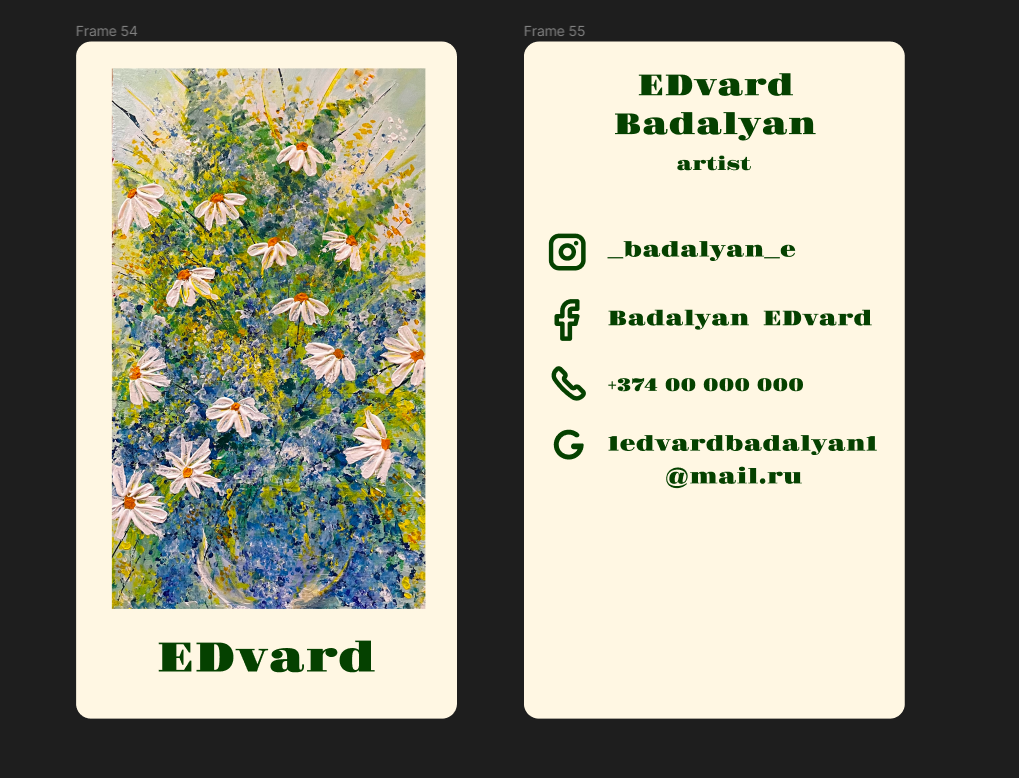 Frame 54
EDvard
Frame 55
EDvard
Badalyan
artist
_badalyan_e
Badalyan EDvard
+374 00 000 000
1edvardbadalyan1
@mail.ru